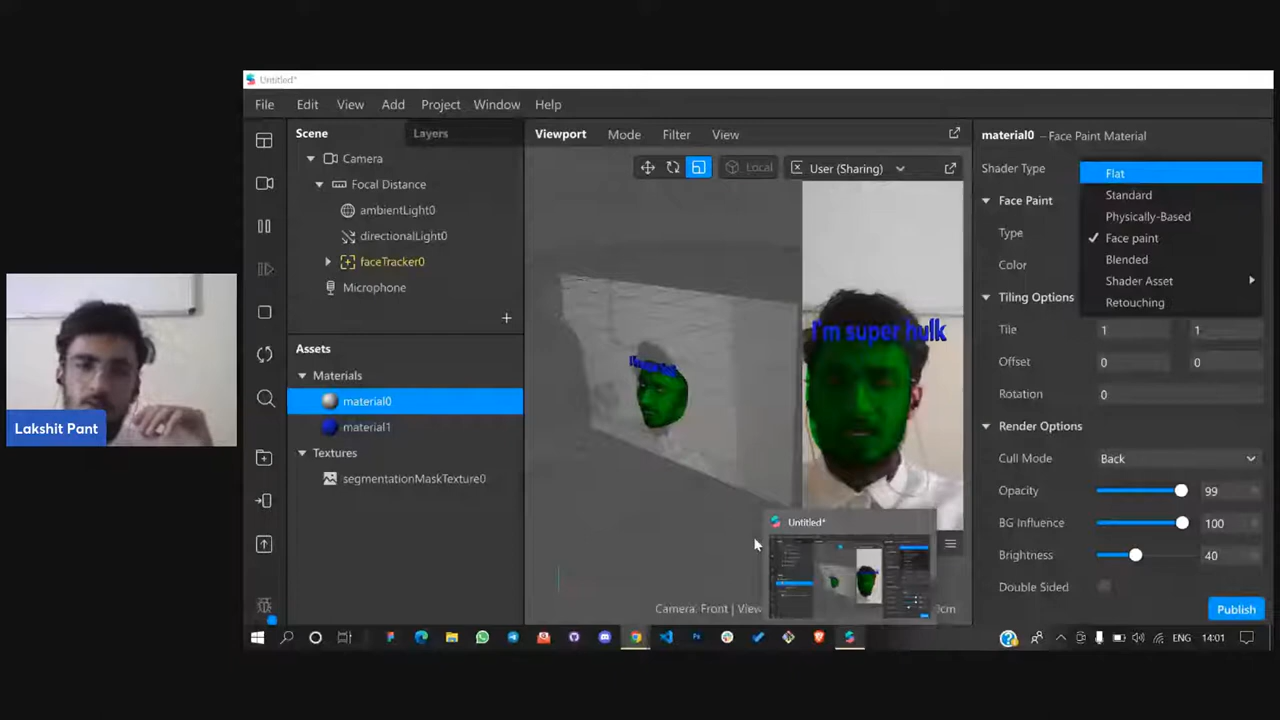 Untitled*
File Edit View Add Project Window Help
Scene Layers
Camera
Focal Distance
ambientLight0
directionalLight0
faceTracker0
Microphone
Assets
Materials
material0
material1
Textures
segmentationMaskTexture0
Viewport Mode Filter View
Local
User (Sharing)
I'm super hulk
Untitled*
Camera: Front | View
0cm
material0 – Face Paint Material
Shader Type
Flat
Standard
Physically-Based
Face paint
Blended
Shader Asset
Retouching
Face Paint
Type
Color
Tiling Options
Tile 1 1
Offset 0 0
Rotation 0
Render Options
Cull Mode Back
Opacity 99
BG Influence 100
Brightness 40
Double Sided
Publish
Lakshit Pant
ENG 14:01